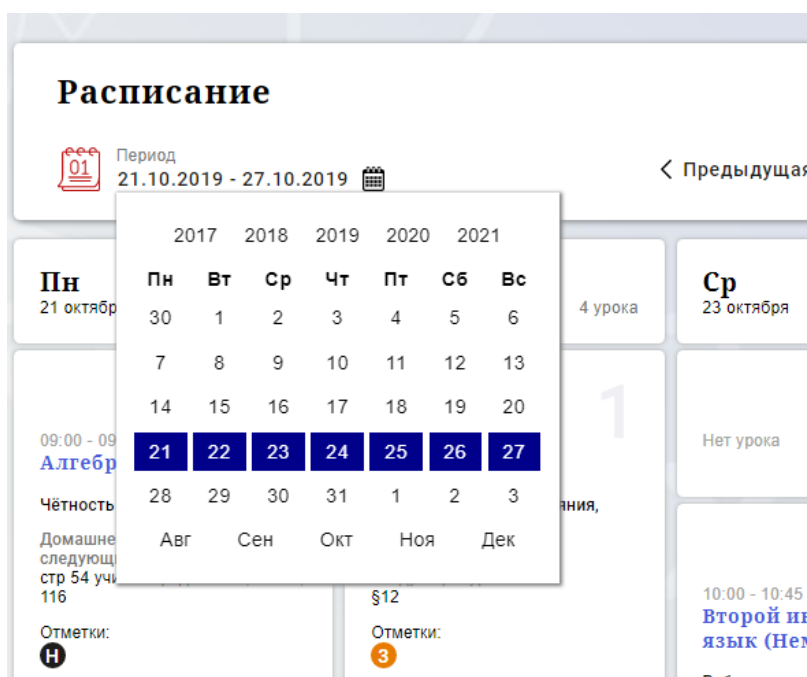 Расписание
01
Период
21.10.2019 - 27.10.2019
Предыдущая
2017 2018 2019 2020 2021
Пн Вт Ср Чт Пт Сб Вс
30 1 2 3 4 5 6
7 8 9 10 11 12 13
14 15 16 17 18 19 20
21 22 23 24 25 26 27
28 29 30 31 1 2 3
Авг Сен Окт Ноя Дек
Пн
21 октябр
09:00 - 09
Алгебр
Чётность
Домашне
следующ
стр 54 уч
116
Отметки:
Н
4 урока
1
яния,
§12
Отметки:
3
Ср
23 октября
Нет урока
10:00 - 10:45
Второй ин
язык (Нем